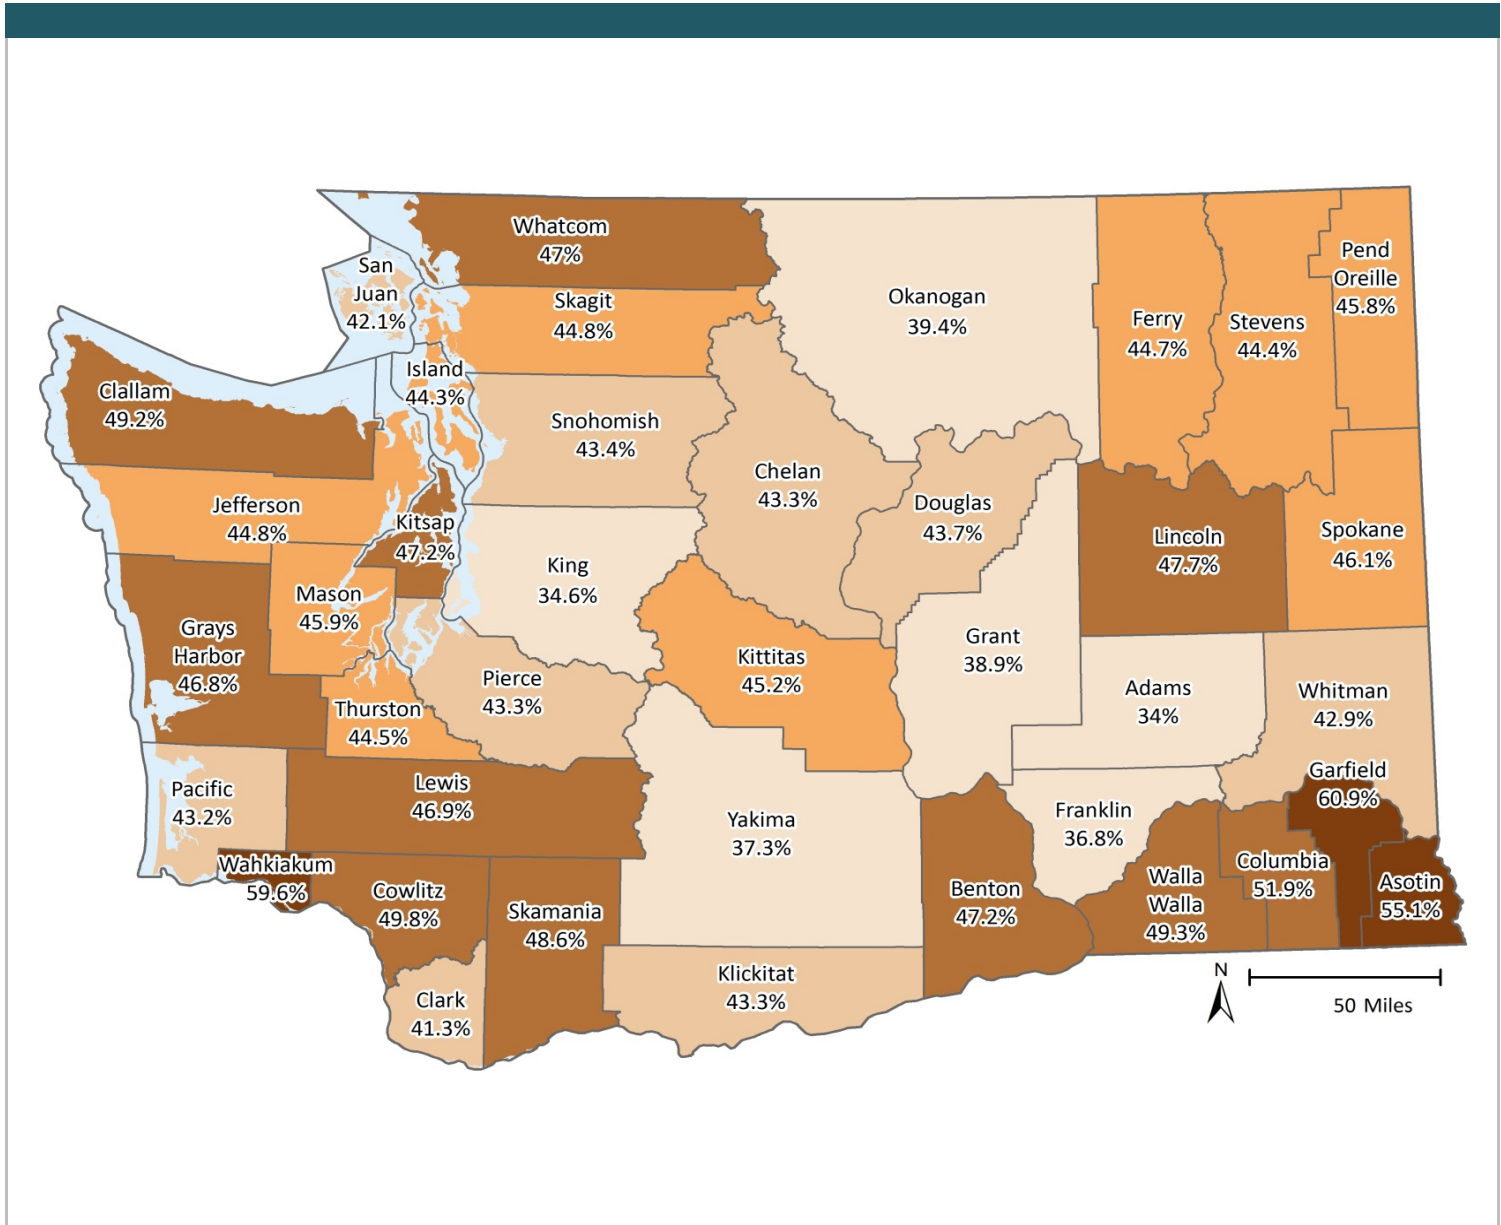 Whatcom
47%
San
Juan
42.1%
Skagit
44.8%
Okanogan
39.4%
Ferry
44.7%
Stevens
44.4%
Pend
Oreille
45.8%
Clallam
49.2%
Island
44.3%
Snohomish
43.4%
Chelan
43.3%
Douglas
43.7%
Jefferson
44.8%
Kitsap
47.2%
King
34.6%
Lincoln
47.7%
Spokane
46.1%
Mason
45.9%
Grays
Harbor
46.8%
Kittitas
45.2%
Grant
38.9%
Adams
34%
Whitman
42.9%
Pierce
43.3%
Thurston
44.5%
Pacific
43.2%
Lewis
46.9%
Yakima
37.3%
Franklin
36.8%
Garfield
60.9%
Wahkiakum
59.6%
Cowlitz
49.8%
Skamania
48.6%
Benton
47.2%
Walla
Walla
49.3%
Columbia
51.9%
Asotin
55.1%
Clark
41.3%
Klickitat
43.3%
N
50 Miles